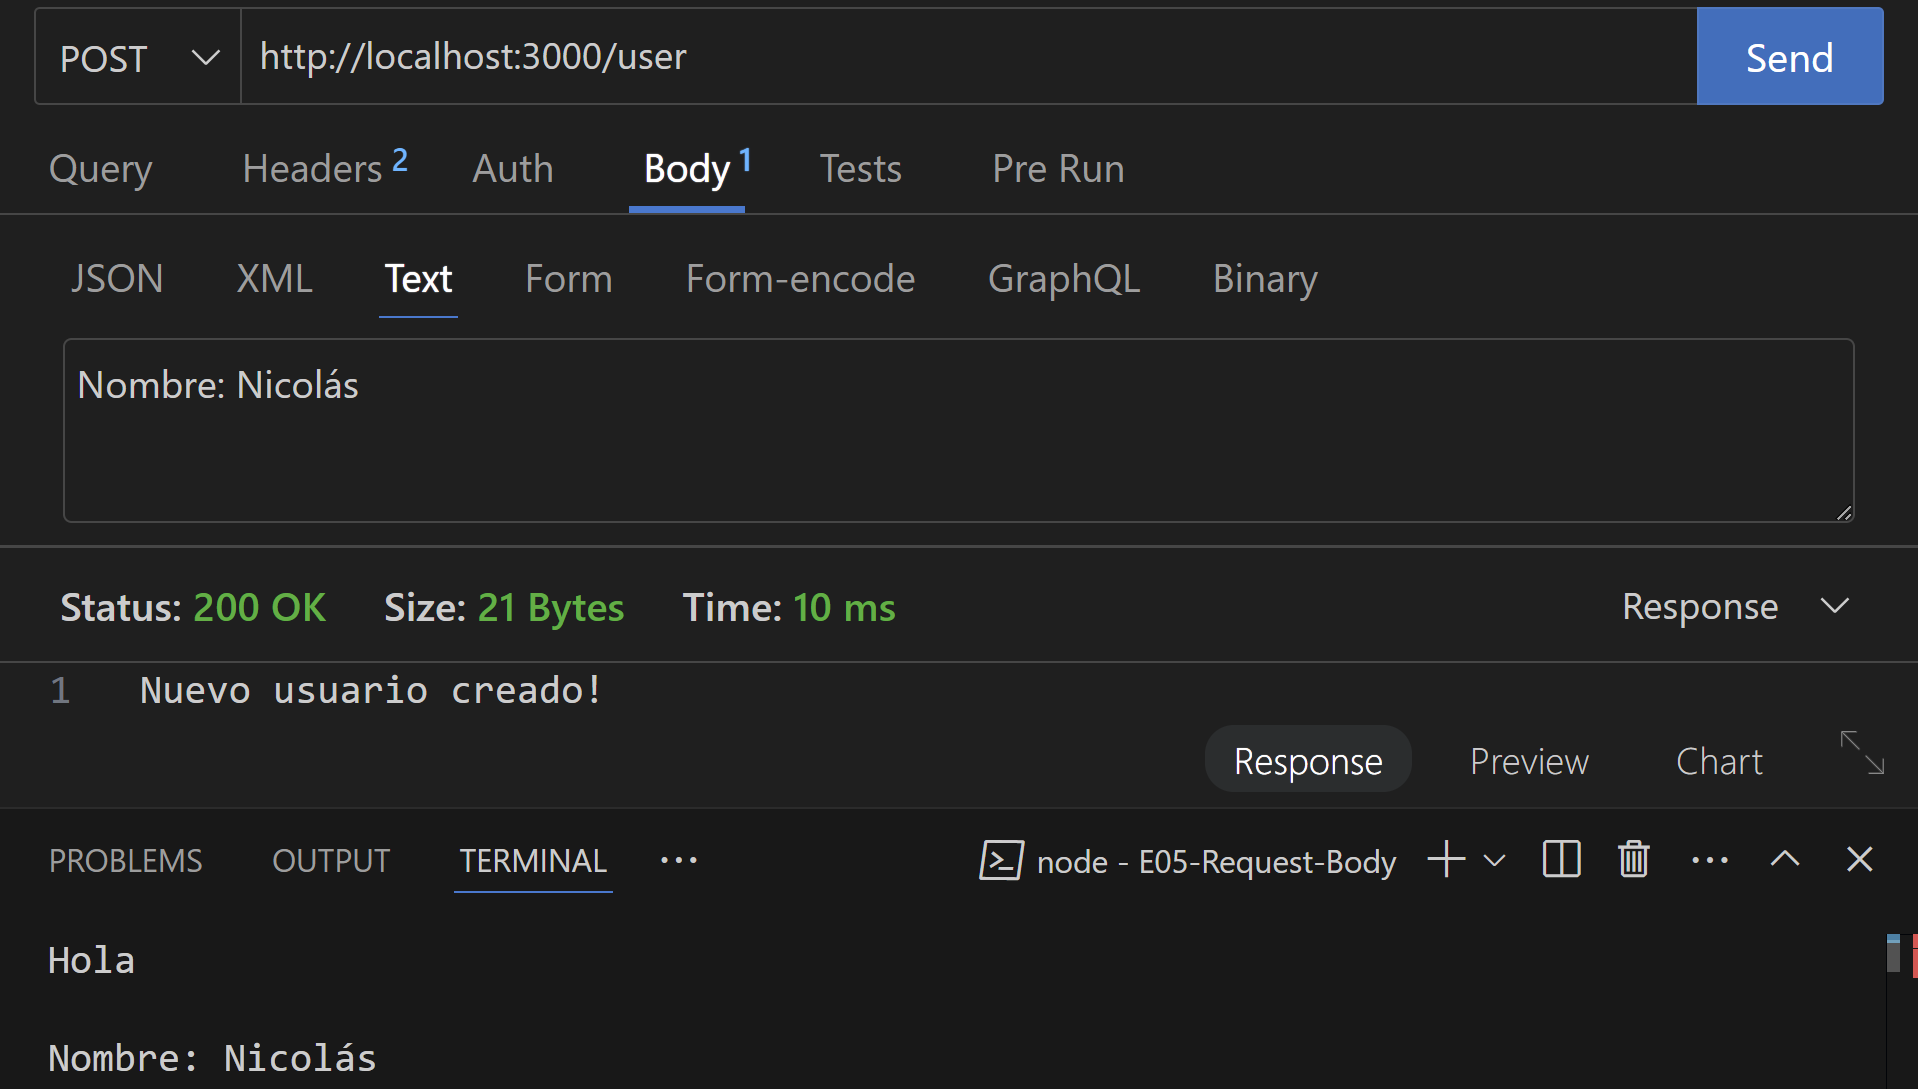 POST http://localhost:3000/user Send
Query Headers 2 Auth Body 1 Tests Pre Run
JSON XML Text Form Form-encode GraphQL Binary
Nombre: Nicolás
Status: 200 OK Size: 21 Bytes Time: 10 ms Response
1 Nuevo usuario creado!
Response Preview Chart
PROBLEMS OUTPUT TERMINAL ... node - E05-Request-Body ...
Hola
Nombre: Nicolás